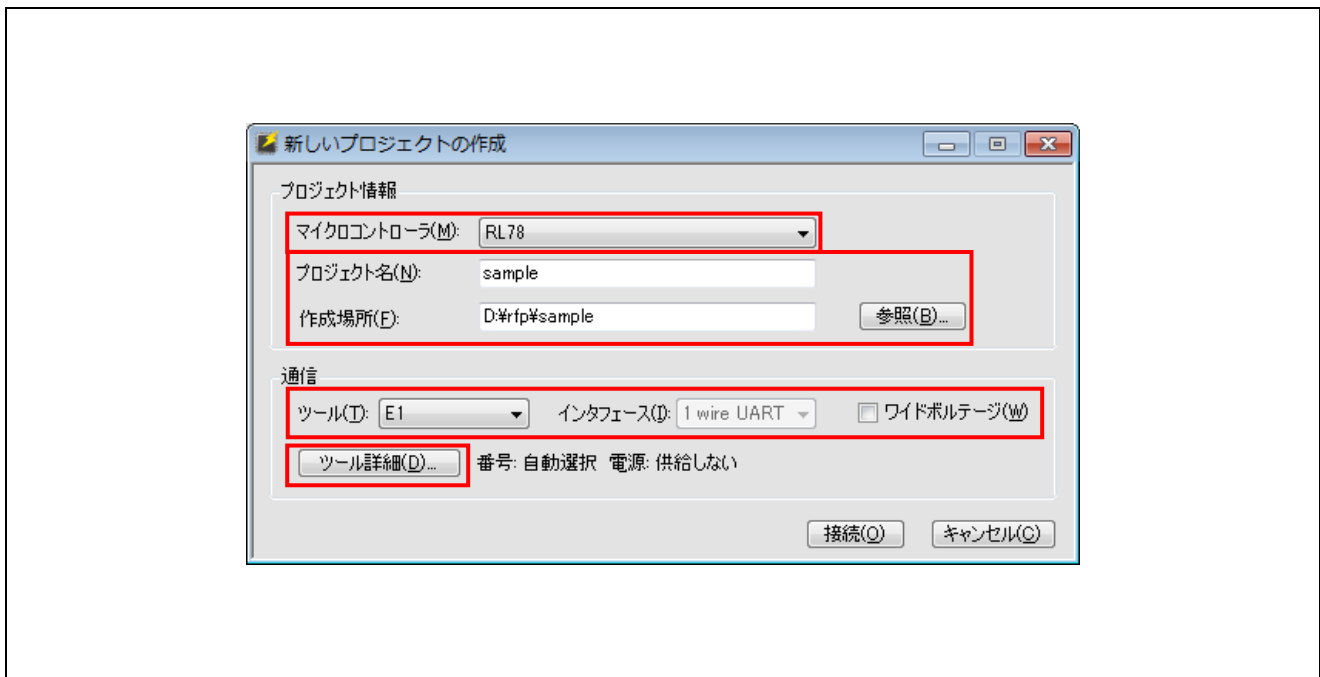 新しいプロジェクトの作成
プロジェクト情報
マイクロコントローラ(M): RL78
プロジェクト名(N): sample
作成場所(F): D:¥rfp¥sample 参照(B)...
通信
ツール(T): E1 インタフェース(I): 1 wire UART ワイドボルテージ(W)
ツール詳細(D)... 番号: 自動選択 電源: 供給しない
接続(O) キャンセル(C)